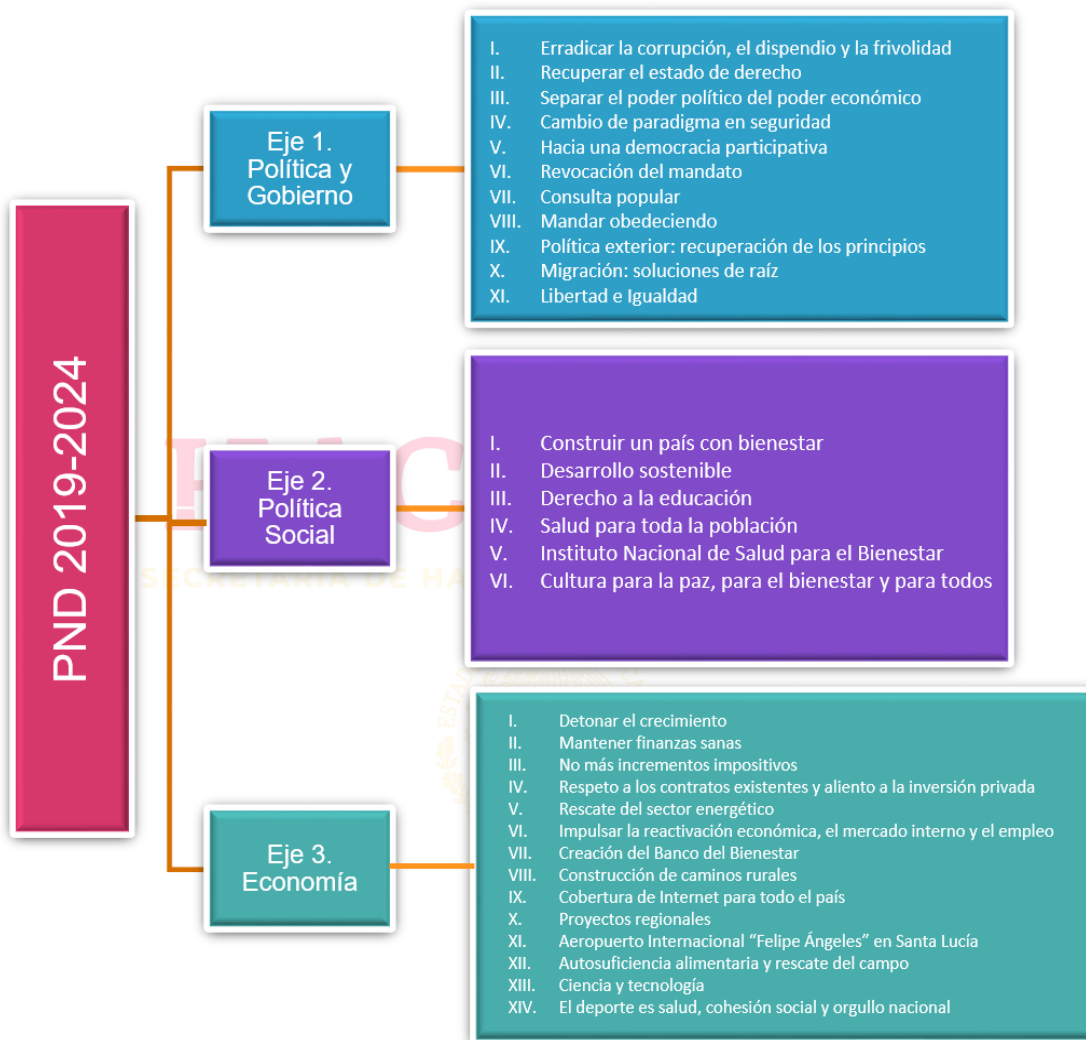 PND 2019-2024
Eje 1.
Política y
Gobierno
I. Erradicar la corrupción, el dispendio y la frivolidad
II. Recuperar el estado de derecho
III. Separar el poder político del poder económico
IV. Cambio de paradigma en seguridad
V. Hacia una democracia participativa
VI. Revocación del mandato
VII. Consulta popular
VIII. Mandar obedeciendo
IX. Política exterior: recuperación de los principios
X. Migración: soluciones de raíz
XI. Libertad e Igualdad
Eje 2.
Política
Social
I. Construir un país con bienestar
II. Desarrollo sostenible
III. Derecho a la educación
IV. Salud para toda la población
V. Instituto Nacional de Salud para el Bienestar
VI. Cultura para la paz, para el bienestar y para todos
Eje 3.
Economía
I. Detonar el crecimiento
II. Mantener finanzas sanas
III. No más incrementos impositivos
IV. Respeto a los contratos existentes y aliento a la inversión privada
V. Rescate del sector energético
VI. Impulsar la reactivación económica, el mercado interno y el empleo
VII. Creación del Banco del Bienestar
VIII. Construcción de caminos rurales
IX. Cobertura de Internet para todo el país
X. Proyectos regionales
XI. Aeropuerto Internacional “Felipe Ángeles” en Santa Lucía
XII. Autosuficiencia alimentaria y rescate del campo
XIII. Ciencia y tecnología
XIV. El deporte es salud, cohesión social y orgullo nacional